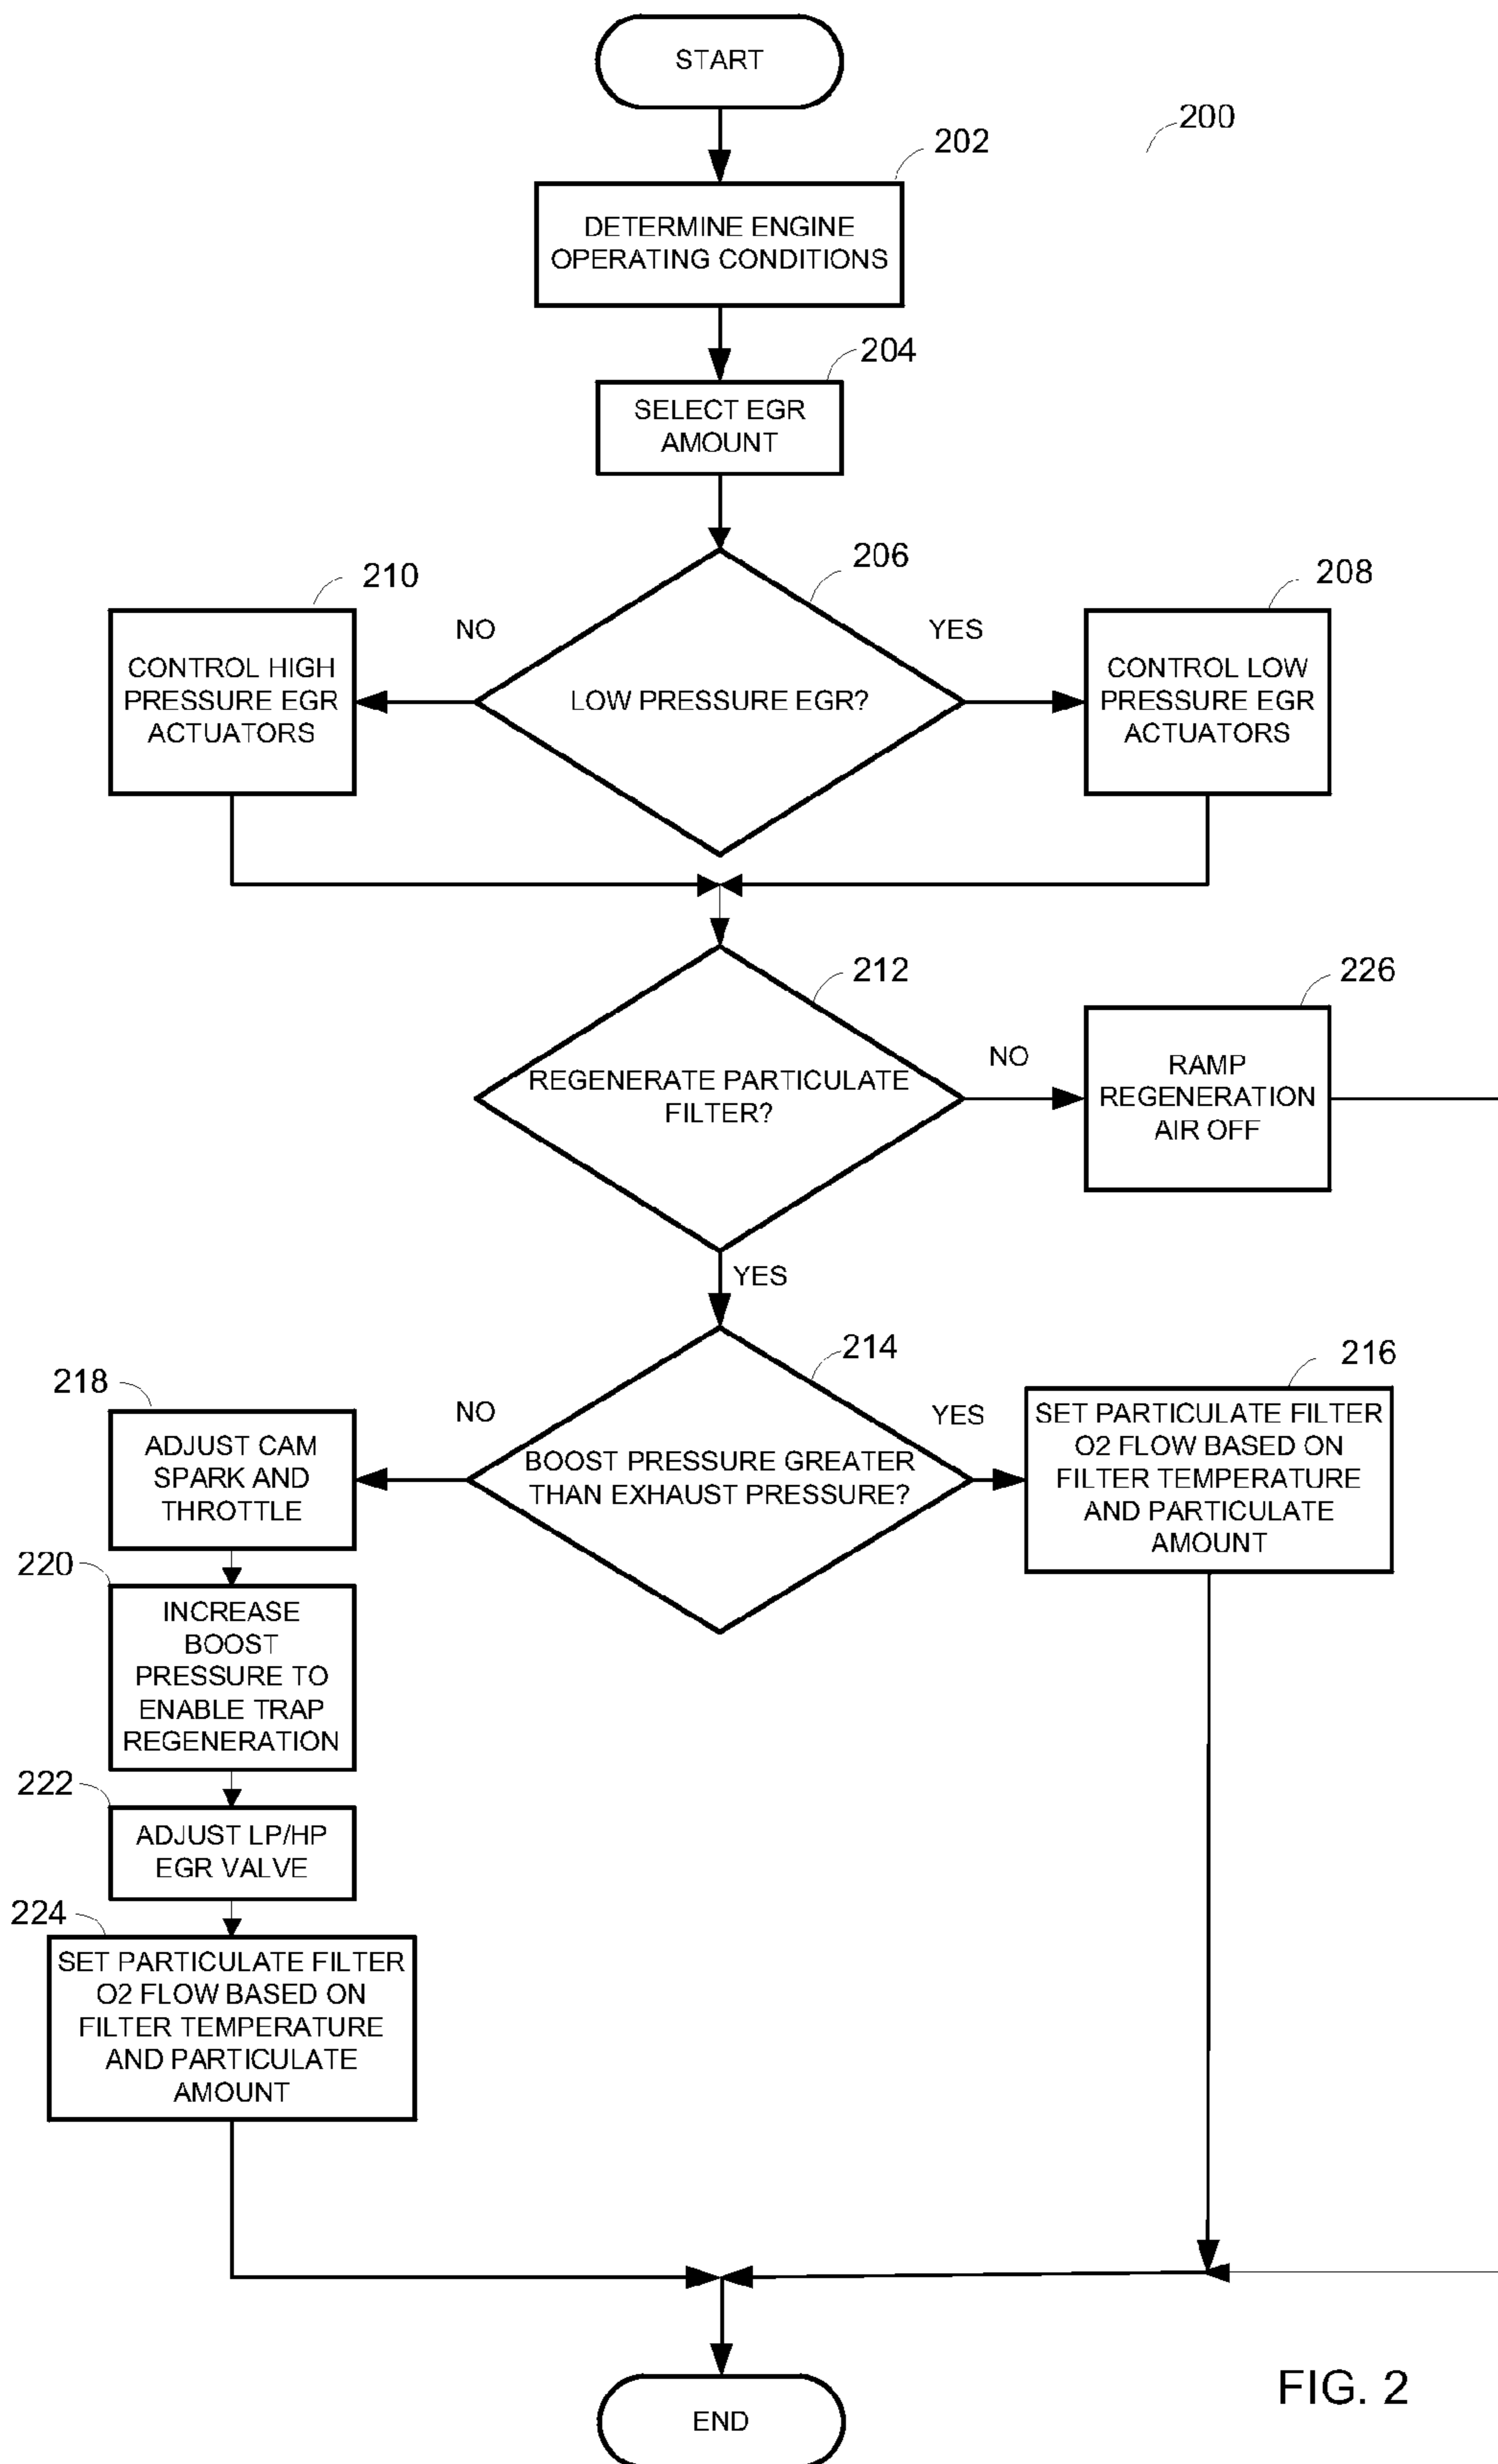 START
200
202
DETERMINE ENGINE
OPERATING CONDITIONS
204
SELECT EGR
AMOUNT
206
LOW PRESSURE EGR?
NO
YES
210
CONTROL HIGH
PRESSURE EGR
ACTUATORS
208
CONTROL LOW
PRESSURE EGR
ACTUATORS
212
REGENERATE PARTICULATE
FILTER?
NO
226
RAMP
REGENERATION
AIR OFF
YES
214
BOOST PRESSURE GREATER
THAN EXHAUST PRESSURE?
NO
YES
216
SET PARTICULATE FILTER
O2 FLOW BASED ON
FILTER TEMPERATURE
AND PARTICULATE
AMOUNT
218
ADJUST CAM
SPARK AND
THROTTLE
220
INCREASE
BOOST
PRESSURE TO
ENABLE TRAP
REGENERATION
222
ADJUST LP/HP
EGR VALVE
224
SET PARTICULATE FILTER
O2 FLOW BASED ON
FILTER TEMPERATURE
AND PARTICULATE
AMOUNT
END
FIG. 2